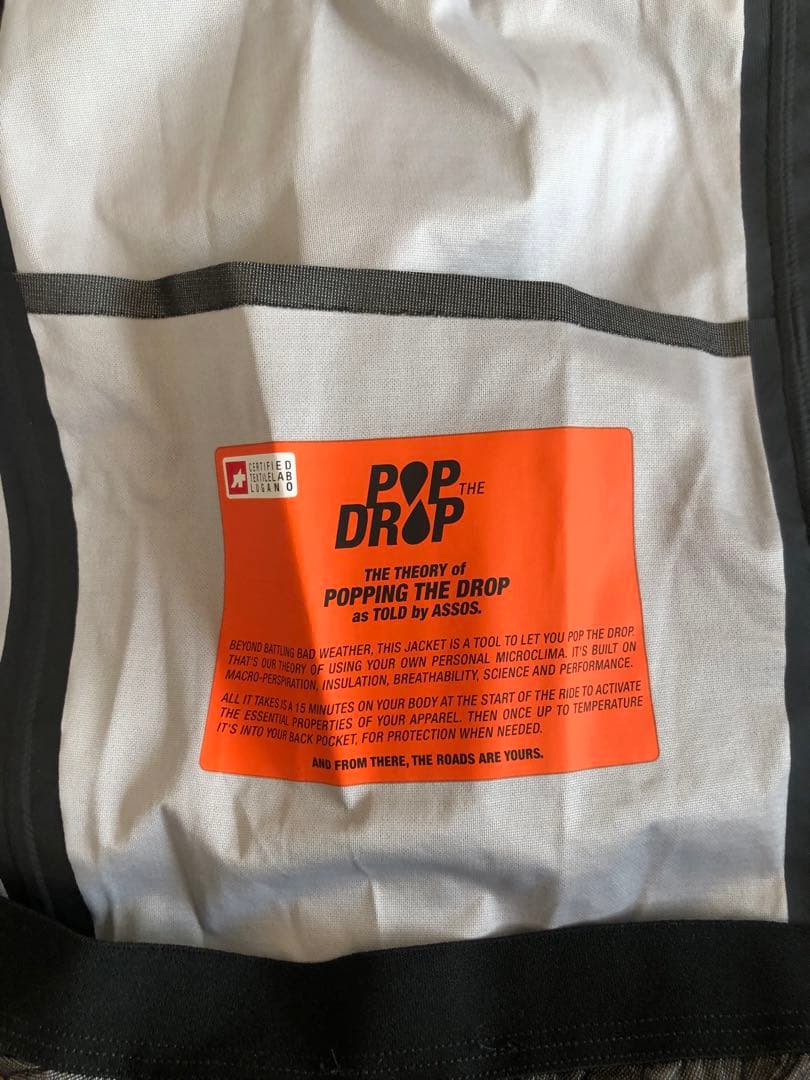 CERTIFIED
TEXTILELAB
LUGANO
POP THE
DROP
THE THEORY of
POPPING THE DROP
as TOLD by ASSOS.
BEYOND BATTLING BAD WEATHER, THIS JACKET IS A TOOL TO LET YOU POP THE DROP.
THAT'S OUR THEORY OF USING YOUR OWN PERSONAL MICROCLIMA. IT'S BUILT ON
MACRO-PERSPIRATION, INSULATION, BREATHABILITY, SCIENCE AND PERFORMANCE.
ALL IT TAKES IS A 15 MINUTES ON YOUR BODY AT THE START OF THE RIDE TO ACTIVATE
THE ESSENTIAL PROPERTIES OF YOUR APPAREL. THEN ONCE UP TO TEMPERATURE
IT'S INTO YOUR BACK POCKET, FOR PROTECTION WHEN NEEDED.
AND FROM THERE, THE ROADS ARE YOURS.